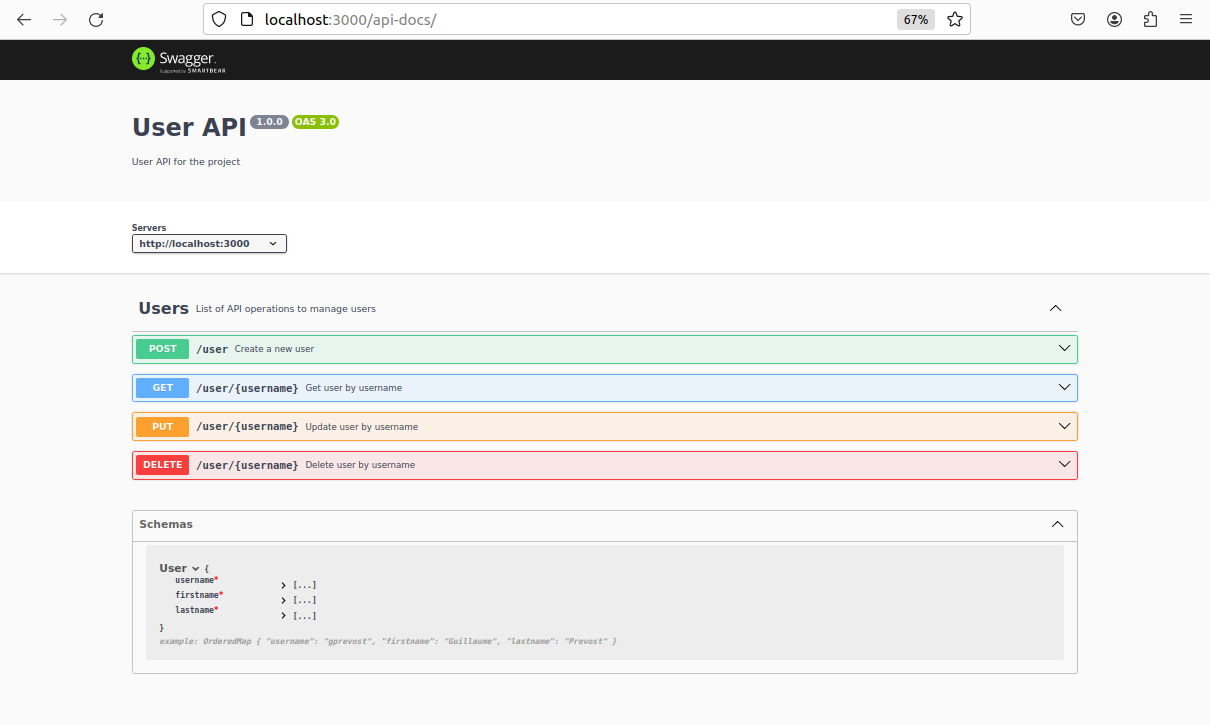 localhost:3000/api-docs/ 67%
Swagger.
Supported by SMARTBEAR
User API 1.0.0 OAS 3.0
User API for the project
Servers
http://localhost:3000
Users List of API operations to manage users
POST /user Create a new user
GET /user/{username} Get user by username
PUT /user/{username} Update user by username
DELETE /user/{username} Delete user by username
Schemas
User {
username* [...]
firstname* [...]
lastname* [...]
}
example: OrderedMap { "username": "gprevost", "firstname": "Guillaume", "lastname": "Prevost" }